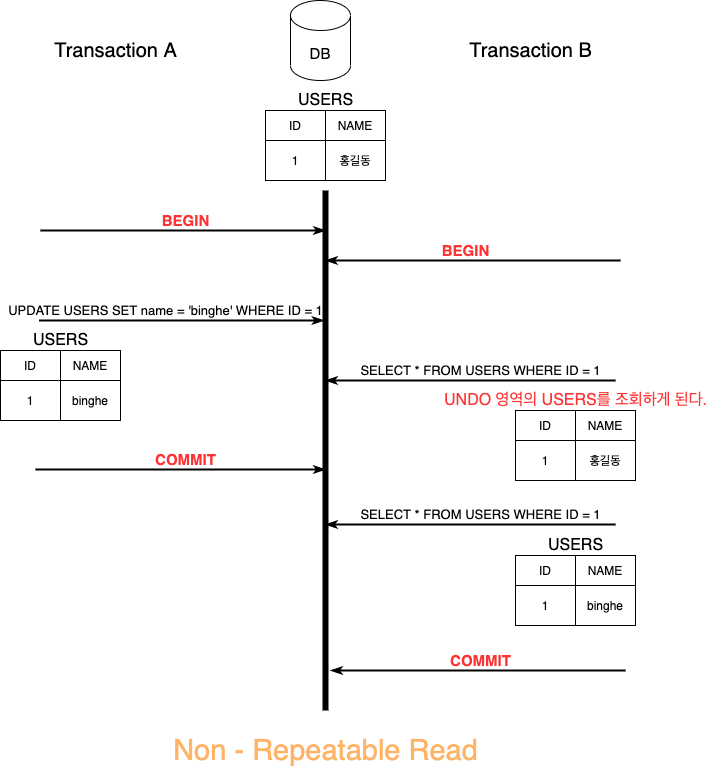 Transaction A
DB
Transaction B
USERS
ID NAME
1 홍길동
BEGIN
BEGIN
UPDATE USERS SET name = 'binghe' WHERE ID = 1
USERS
ID NAME
1 binghe
SELECT * FROM USERS WHERE ID = 1
UNDO 영역의 USERS를 조회하게 된다.
ID NAME
1 홍길동
COMMIT
SELECT * FROM USERS WHERE ID = 1
USERS
ID NAME
1 binghe
COMMIT
Non - Repeatable Read